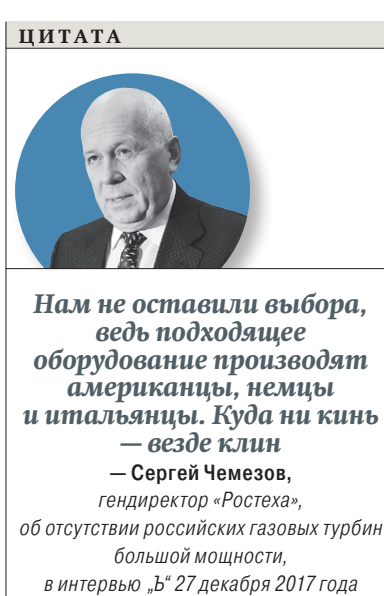 ЦИТАТА
Нам не оставили выбора,
ведь подходящее
оборудование производят
американцы, немцы
и итальянцы. Куда ни кинь
— везде клин
— Сергей Чемезов,
гендиректор «Ростеха»,
об отсутствии российских газовых турбин
большой мощности,
в интервью „Ъ“ 27 декабря 2017 года